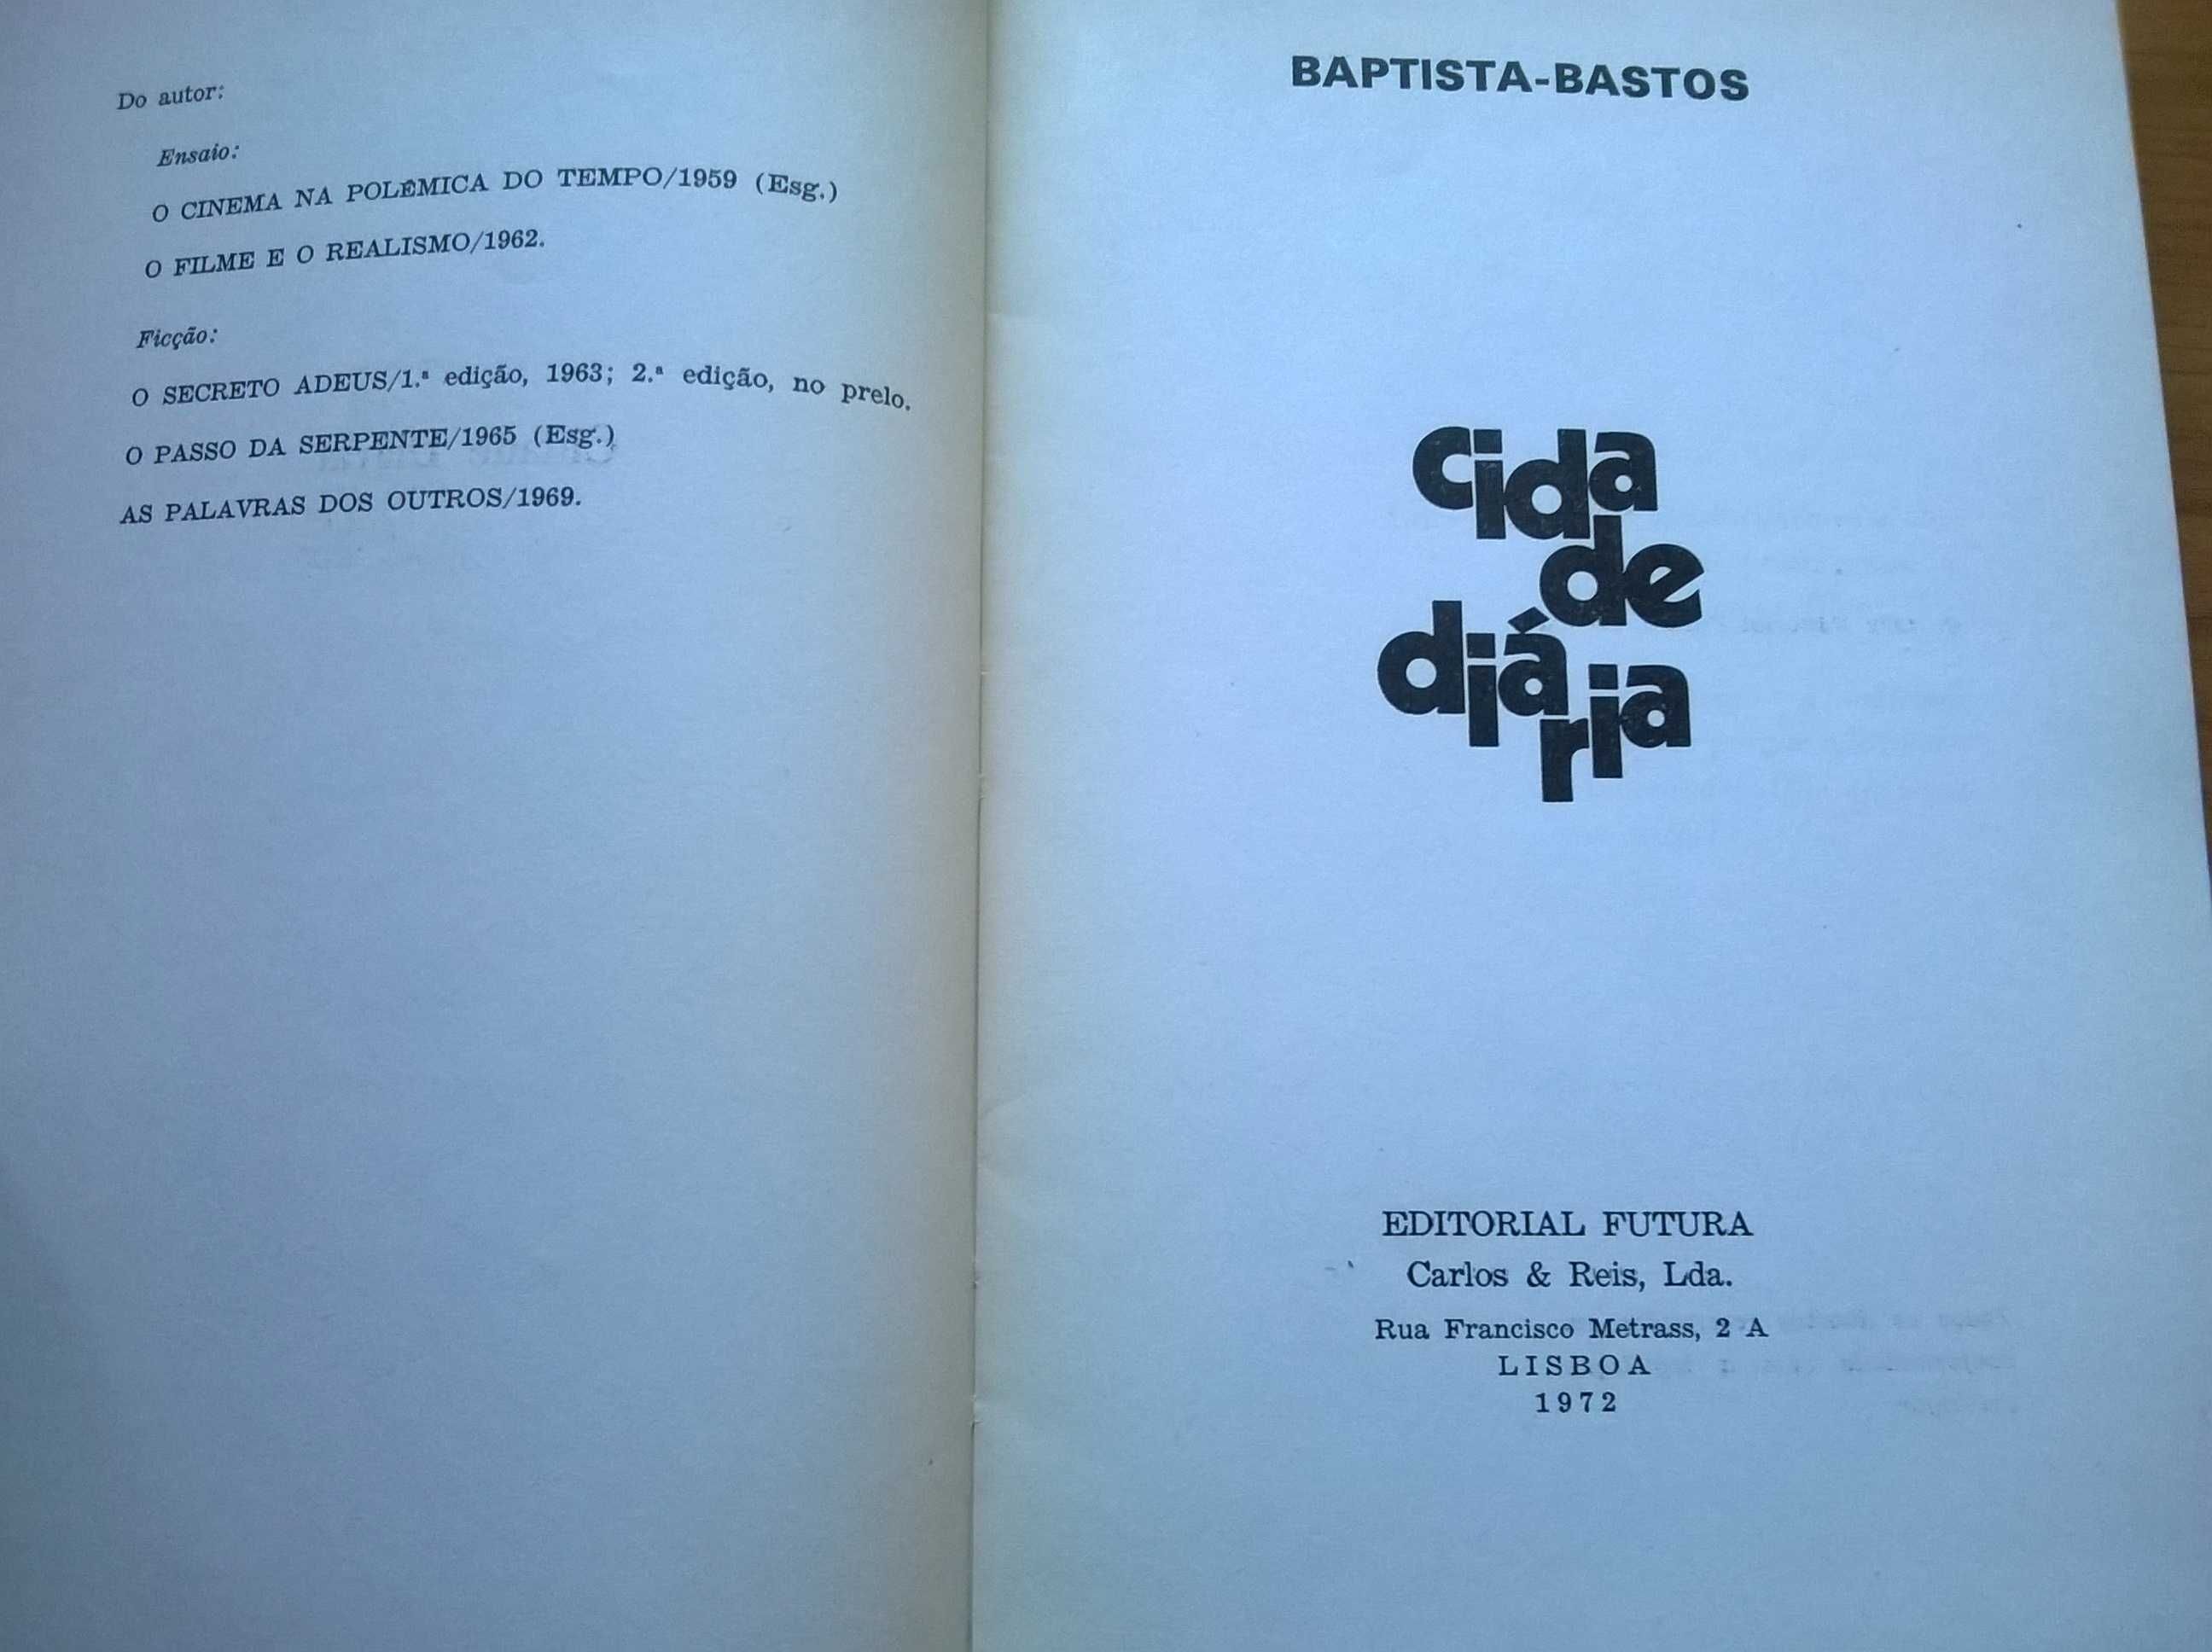 Do autor:
Ensaio:
O CINEMA NA POLÊMICA DO TEMPO/1959 (Esg.)
O FILME E O REALISMO/1962.
Ficção:
O SECRETO ADEUS/1.ª edição, 1963; 2.ª edição, no prelo.
O PASSO DA SERPENTE/1965 (Esg.)
AS PALAVRAS DOS OUTROS/1969.
BAPTISTA-BASTOS
cida
de
diá
ria
EDITORIAL FUTURA
Carlos & Reis, Lda.
Rua Francisco Metrass, 2 A
LISBOA
1972